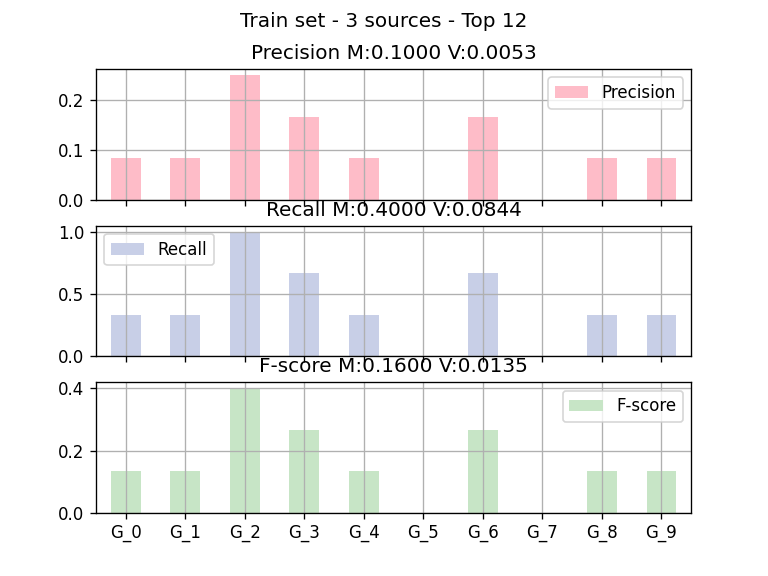 Train set - 3 sources - Top 12
Precision M:0.1000 V:0.0053
0.2
0.1
0.0
Precision
Recall M:0.4000 V:0.0844
1.0
0.5
0.0
Recall
F-score M:0.1600 V:0.0135
0.4
0.2
0.0
F-score
G_0 G_1 G_2 G_3 G_4 G_5 G_6 G_7 G_8 G_9